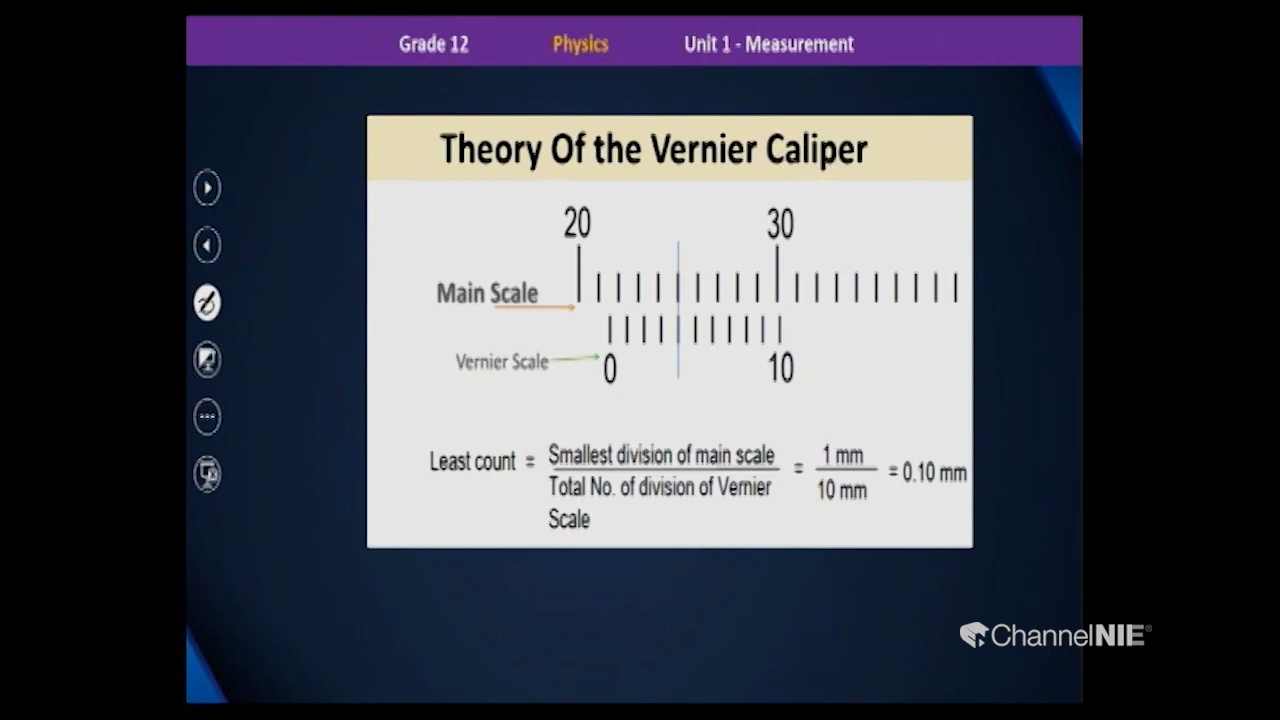 Grade 12 Physics Unit 1 - Measurement
Theory Of the Vernier Caliper
20 30
Main Scale
Vernier Scale 0 10
Least count = Smallest division of main scale = 1 mm = 0.10 mm
Total No. of division of Vernier 10 mm
Scale
ChannelNIE®